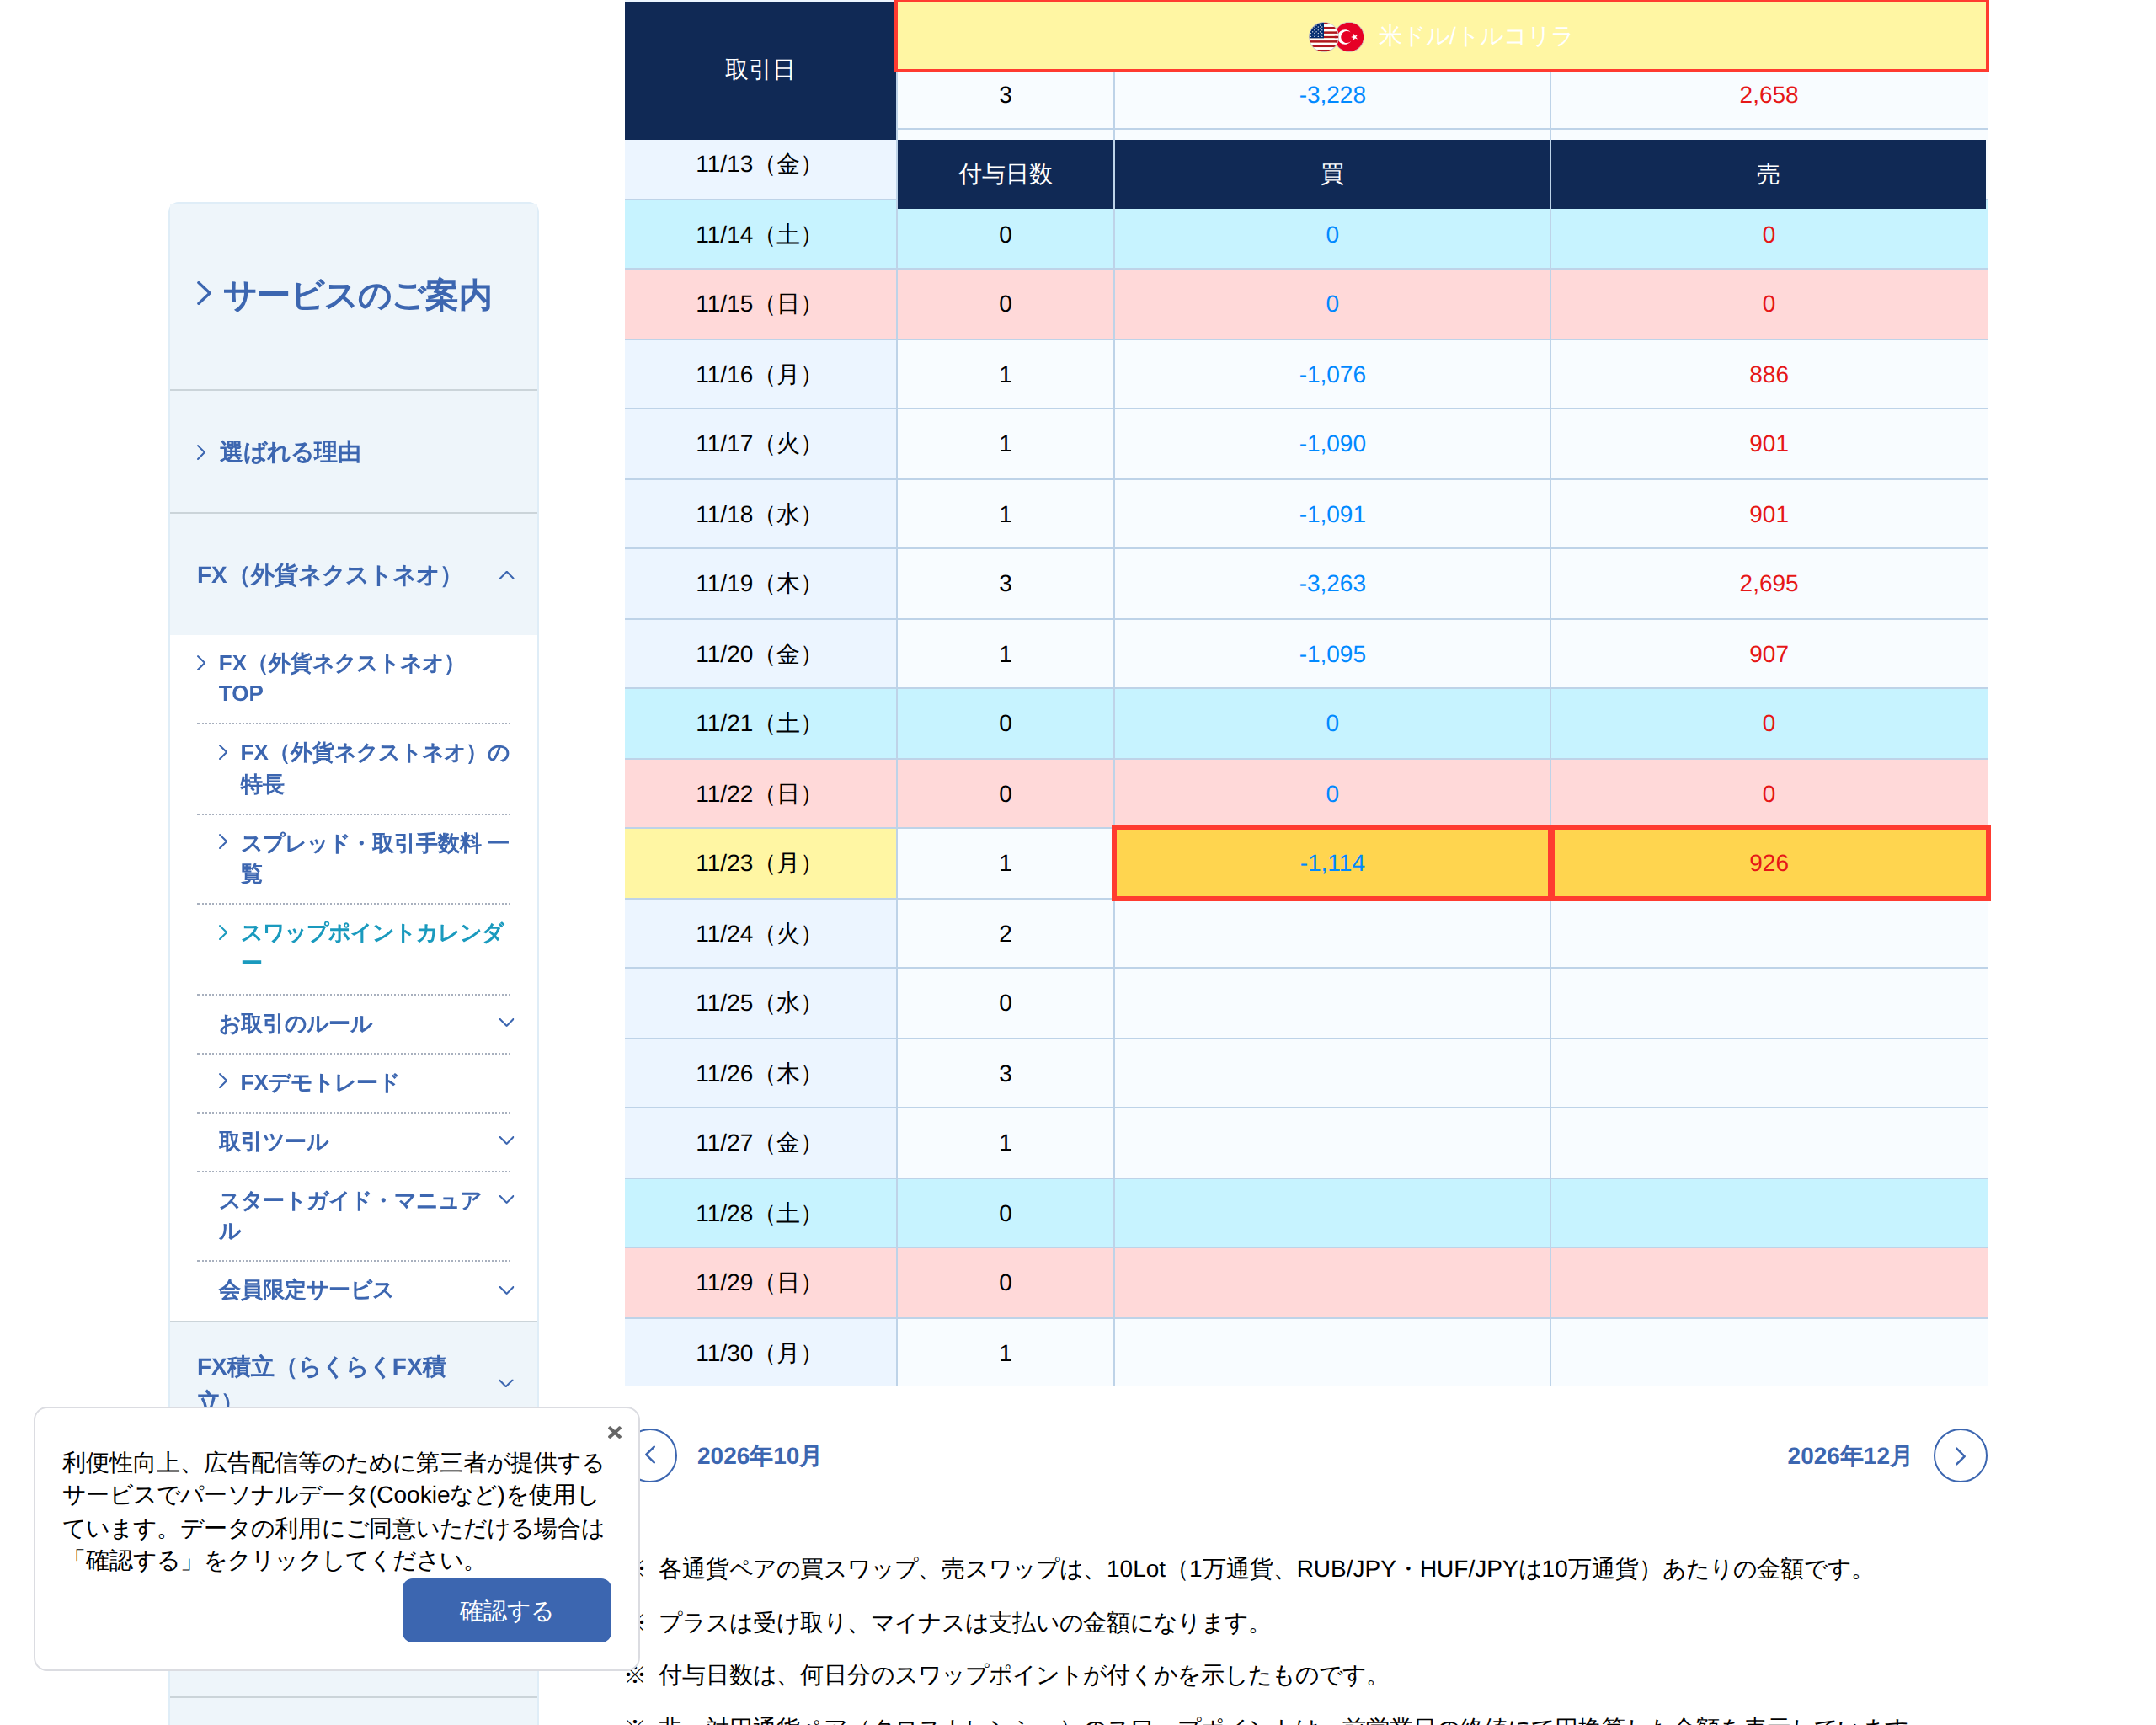 取引日
米ドル/トルコリラ
3 -3,228 2,658
付与日数 買 売
11/13（金）
11/14（土） 0 0 0
11/15（日） 0 0 0
11/16（月） 1 -1,076 886
11/17（火） 1 -1,090 901
11/18（水） 1 -1,091 901
11/19（木） 3 -3,263 2,695
11/20（金） 1 -1,095 907
11/21（土） 0 0 0
11/22（日） 0 0 0
11/23（月） 1 -1,114 926
11/24（火） 2
11/25（水） 0
11/26（木） 3
11/27（金） 1
11/28（土） 0
11/29（日） 0
11/30（月） 1
2026年10月
2026年12月
※ 各通貨ペアの買スワップ、売スワップは、10Lot（1万通貨、RUB/JPY・HUF/JPYは10万通貨）あたりの金額です。
※ プラスは受け取り、マイナスは支払いの金額になります。
※ 付与日数は、何日分のスワップポイントが付くかを示したものです。
サービスのご案内
選ばれる理由
FX（外貨ネクストネオ）
FX（外貨ネクストネオ）
TOP
FX（外貨ネクストネオ）の
特長
スプレッド・取引手数料 一
覧
スワップポイントカレンダ
ー
お取引のルール
FXデモトレード
取引ツール
スタートガイド・マニュア
ル
会員限定サービス
FX積立（らくらくFX積
立）
×
利便性向上、広告配信等のために第三者が提供する
サービスでパーソナルデータ(Cookieなど)を使用し
ています。データの利用にご同意いただける場合は
「確認する」をクリックしてください。
確認する